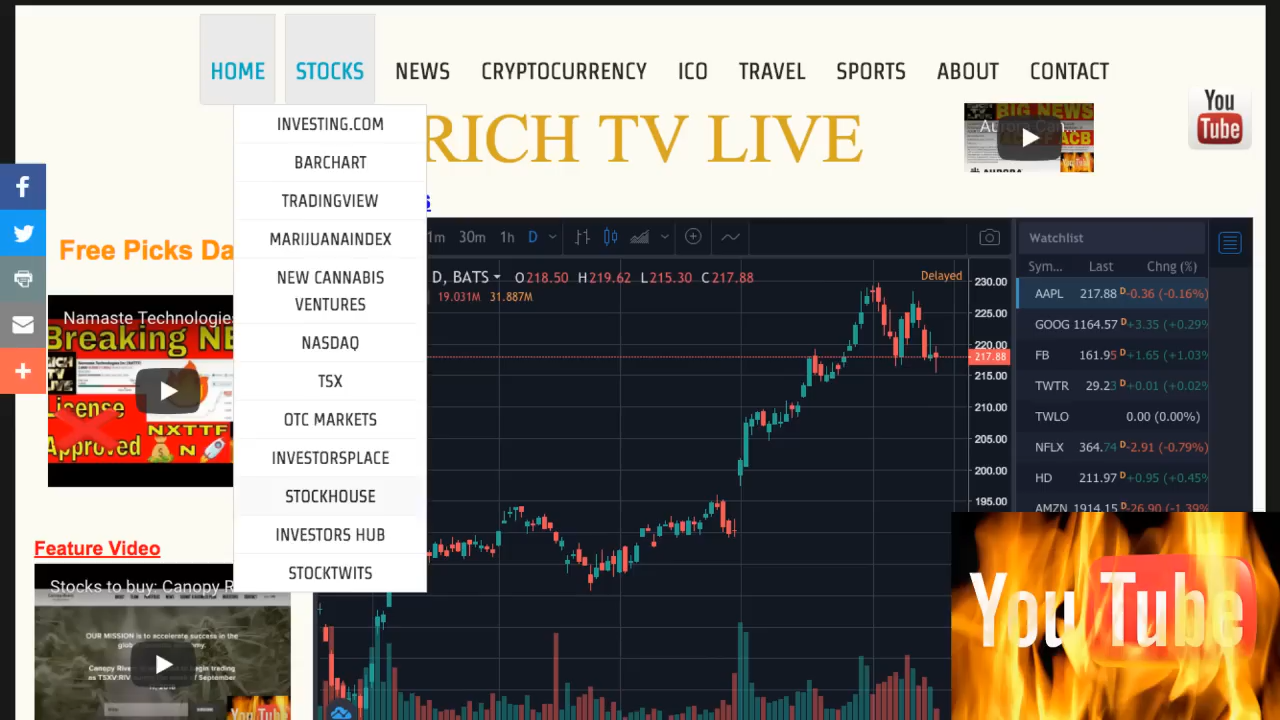 HOME STOCKS NEWS CRYPTOCURRENCY ICO TRAVEL SPORTS ABOUT CONTACT
INVESTING.COM
BARCHART
TRADINGVIEW
MARIJUANAINDEX
NEW CANNABIS
VENTURES
NASDAQ
TSX
OTC MARKETS
INVESTORSPLACE
STOCKHOUSE
INVESTORS HUB
STOCKTWITS
RICH TV LIVE
BIG NEWS
ACB
AURORA
You
Tube
Free Picks Da
Namaste Technologies
Breaking NE
License
Approved
NXTTF
N
Feature Video
Stocks to buy: Canopy R
OUR MISSION is to accelerate success in the
1m 30m 1h D
D, BATS O218.50 H219.62 L215.30 C217.88
19.031M 31.887M
Delayed
230.00
225.00
220.00
217.88
215.00
210.00
205.00
200.00
195.00
Watchlist
Sym... Last Chng (%)
AAPL 217.88 D -0.36 (-0.16%)
GOOG 1164.57 D +3.35 (+0.29%
FB 161.95 D +1.65 (+1.03%
TWTR 29.23 D +0.01 (+0.02%
TWLO 0.00 (0.00%)
NFLX 364.74 D -2.91 (-0.79%)
HD 211.97 D +0.95 (+0.45%
AMZN 1914.15 D -26.90 (-1.39%
You Tube